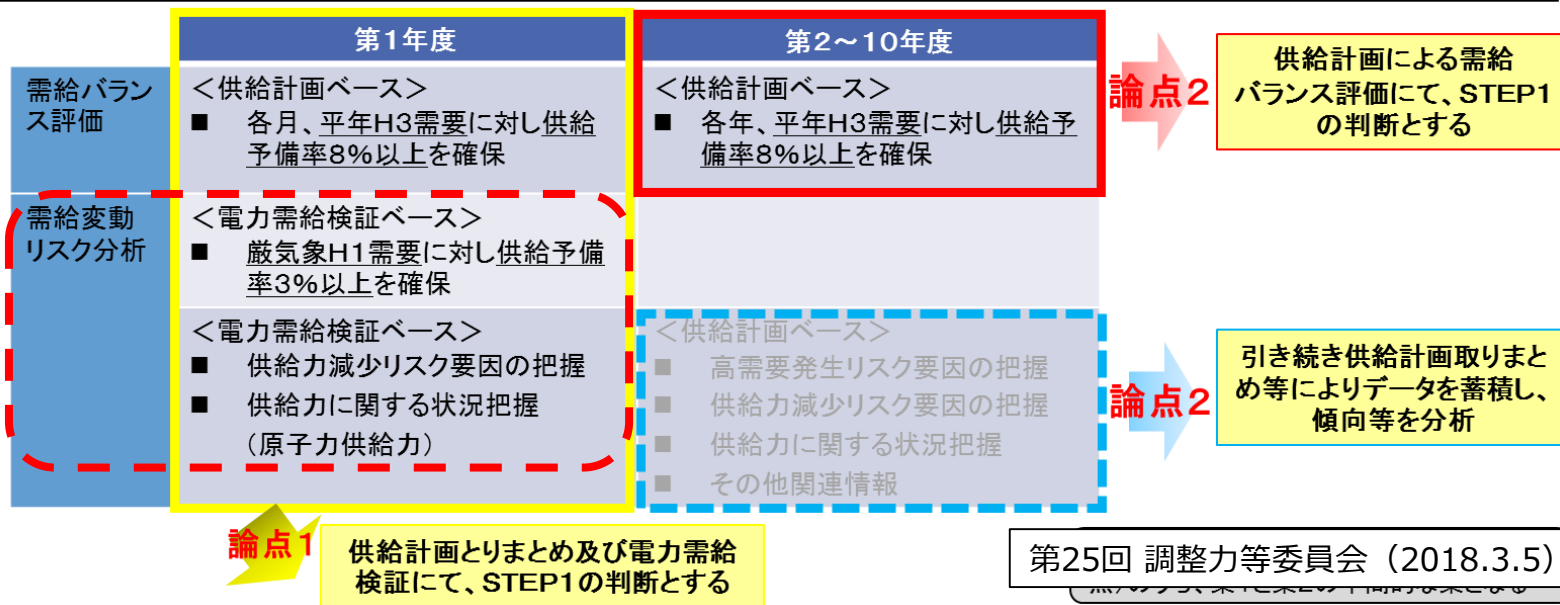 第1年度
第2～10年度
需給バラン
ス評価
＜供給計画ベース＞
■ 各月、平年H3需要に対し供給
予備率8%以上を確保
＜供給計画ベース＞
■ 各年、平年H3需要に対し供給予
備率8%以上を確保
論点2
供給計画による需給
バランス評価にて、STEP1
の判断とする
需給変動
リスク分析
＜電力需給検証ベース＞
■ 厳気象H1需要に対し供給予備
率3%以上を確保
＜電力需給検証ベース＞
■ 供給力減少リスク要因の把握
■ 供給力に関する状況把握
（原子力供給力）
＜供給計画ベース＞
■ 高需要発生リスク要因の把握
■ 供給力減少リスク要因の把握
■ 供給力に関する状況把握
■ その他関連情報
論点2
引き続き供給計画取りまと
め等によりデータを蓄積し、
傾向等を分析
論点1
供給計画とりまとめ及び電力需給
検証にて、STEP1の判断とする
第25回 調整力等委員会（2018.3.5）